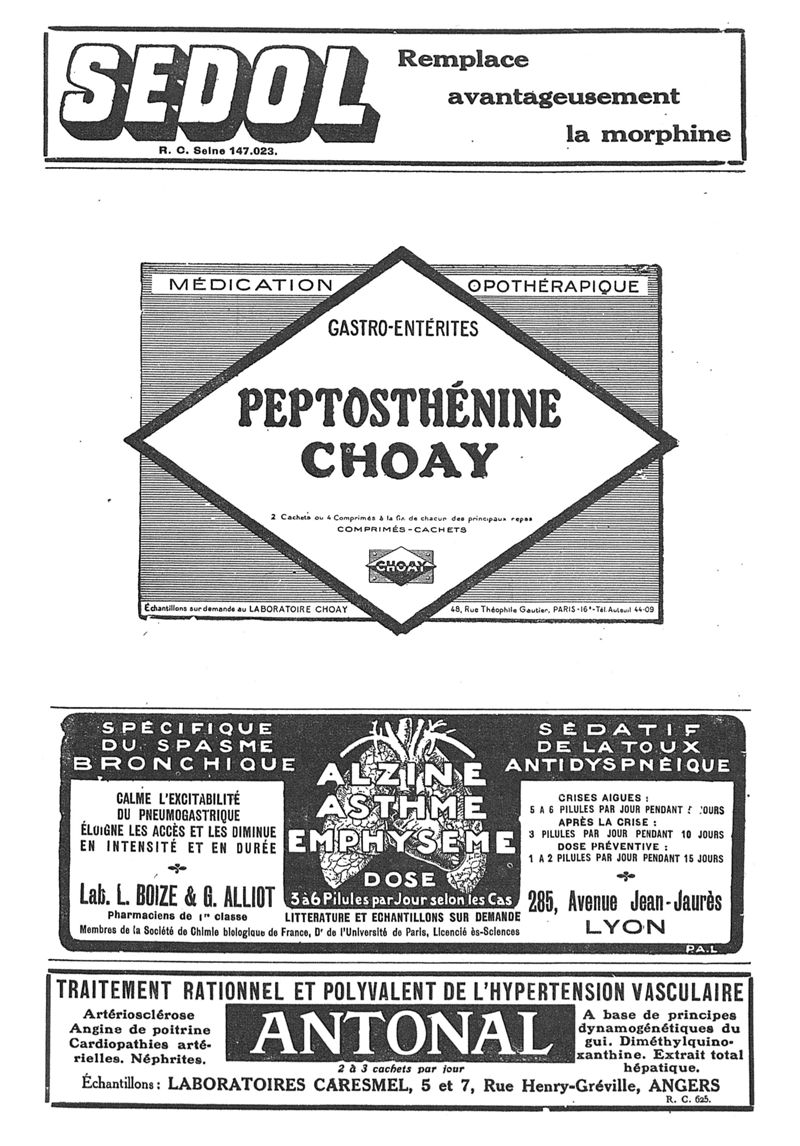 SEDOL
Remplace
avantageusement
la morphine
R. C. Seine 147.023.
MÉDICATION OPOTHÉRAPIQUE
GASTRO-ENTÉRITES
PEPTOSTHÉNINE
CHOAY
2 Cachets ou 4 Comprimés à la fin de chacun des principaux repas
COMPRIMÉS-CACHETS
CHOAY
Échantillons sur demande au LABORATOIRE CHOAY 48, Rue Théophile Gautier, PARIS-16e-Tél. Auteuil 44-09
SPÉCIFIQUE
DU SPASME
BRONCHIQUE
SÉDATIF
DE LA TOUX
ANTIDYSPNÉIQUE
ALZINE
ASTHME
EMPHYSÈME
DOSE
3 à 6 Pilules par Jour selon les Cas
CALME L'EXCITABILITÉ
DU PNEUMOGASTRIQUE
ÉLOIGNE LES ACCÈS ET LES DIMINUE
EN INTENSITÉ ET EN DURÉE
CRISES AIGUES :
5 A 6 PILULES PAR JOUR PENDANT JOURS
APRÈS LA CRISE :
3 PILULES PAR JOUR PENDANT 10 JOURS
DOSE PRÉVENTIVE :
1 A 2 PILULES PAR JOUR PENDANT 15 JOURS
Lab. L. BOIZE & G. ALLIOT
Pharmaciens de 1re classe
285, Avenue Jean-Jaurès
LYON
LITTERATURE ET ECHANTILLONS SUR DEMANDE
Membres de la Société de Chimie biologique de France, Dr de l'Université de Paris, Licencié ès-Sciences
P.A.L
TRAITEMENT RATIONNEL ET POLYVALENT DE L'HYPERTENSION VASCULAIRE
Artériosclérose
Angine de poitrine
Cardiopathies arté-
rielles. Néphrites.
ANTONAL
2 à 3 cachets par jour
A base de principes
dynamogénétiques du
gui. Diméthylquino-
xanthine. Extrait total
hépatique.
Échantillons : LABORATOIRES CARESMEL, 5 et 7, Rue Henry-Gréville, ANGERS
R. C. 625.